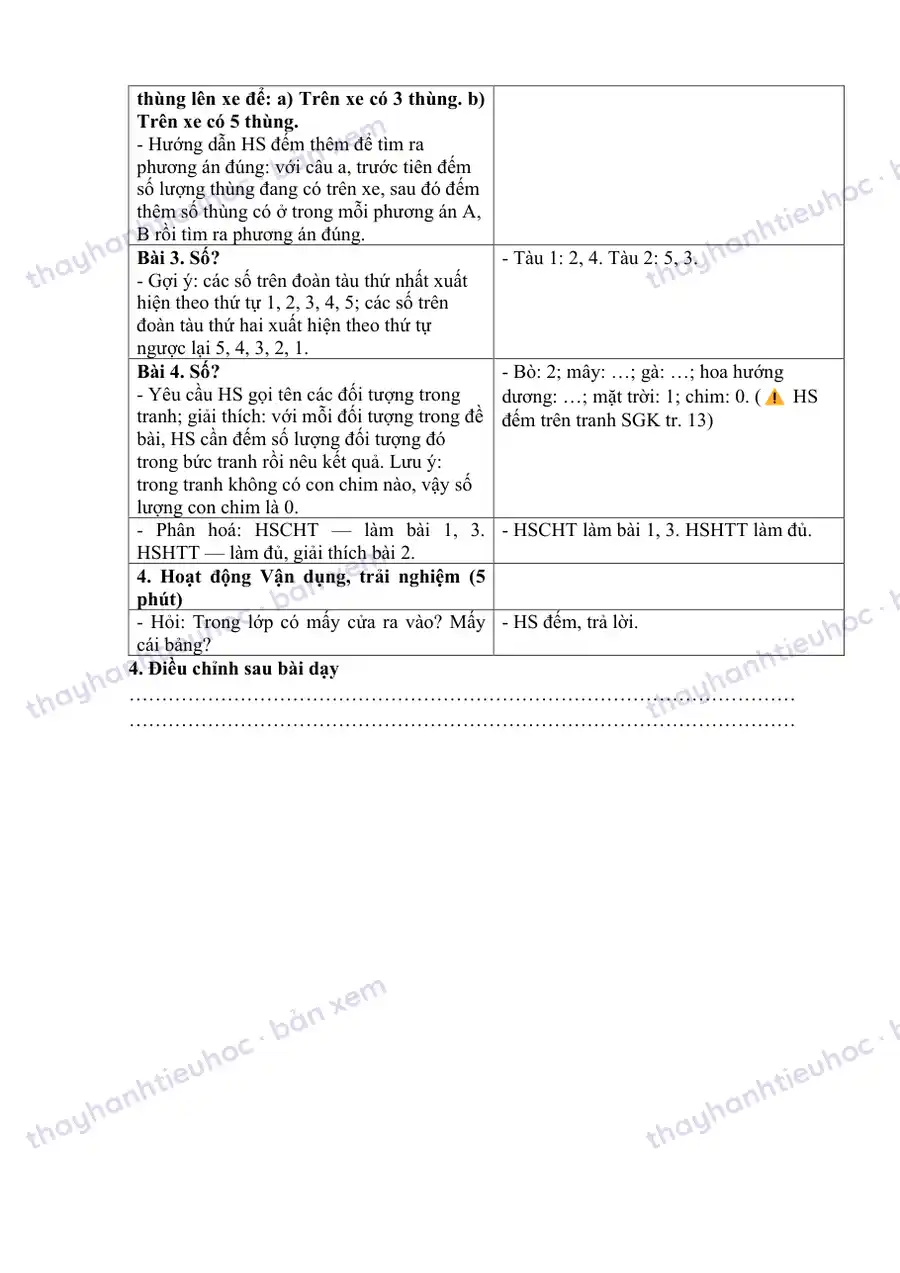 thùng lên xe để: a) Trên xe có 3 thùng. b)
Trên xe có 5 thùng.
- Hướng dẫn HS đếm thêm để tìm ra
phương án đúng: với câu a, trước tiên đếm
số lượng thùng đang có trên xe, sau đó đếm
thêm số thùng có ở trong mỗi phương án A,
B rồi tìm ra phương án đúng.
Bài 3. Số?
- Gợi ý: các số trên đoàn tàu thứ nhất xuất
hiện theo thứ tự 1, 2, 3, 4, 5; các số trên
đoàn tàu thứ hai xuất hiện theo thứ tự
ngược lại 5, 4, 3, 2, 1.
- Tàu 1: 2, 4. Tàu 2: 5, 3.
Bài 4. Số?
- Yêu cầu HS gọi tên các đối tượng trong
tranh; giải thích: với mỗi đối tượng trong đề
bài, HS cần đếm số lượng đối tượng đó
trong bức tranh rồi nêu kết quả. Lưu ý:
trong tranh không có con chim nào, vậy số
lượng con chim là 0.
- Bò: 2; mây: …; gà: …; hoa hướng
dương: …; mặt trời: 1; chim: 0. (⚠️ HS
đếm trên tranh SGK tr. 13)
- Phân hoá: HSCHT — làm bài 1, 3.
HSHTT — làm đủ, giải thích bài 2.
- HSCHT làm bài 1, 3. HSHTT làm đủ.
4. Hoạt động Vận dụng, trải nghiệm (5
phút)
- Hỏi: Trong lớp có mấy cửa ra vào? Mấy
cái bảng?
- HS đếm, trả lời.
4. Điều chỉnh sau bài dạy
……………………………………………………………………………………
……………………………………………………………………………………
thayhanhtieuhoc · bản xem
thayhanhtieuhoc · b
thayhanhtieuhoc · bản xem
thayhanhtieuhoc · b
thayhanhtieuhoc · bản xem
thayhanhtieuhoc · b